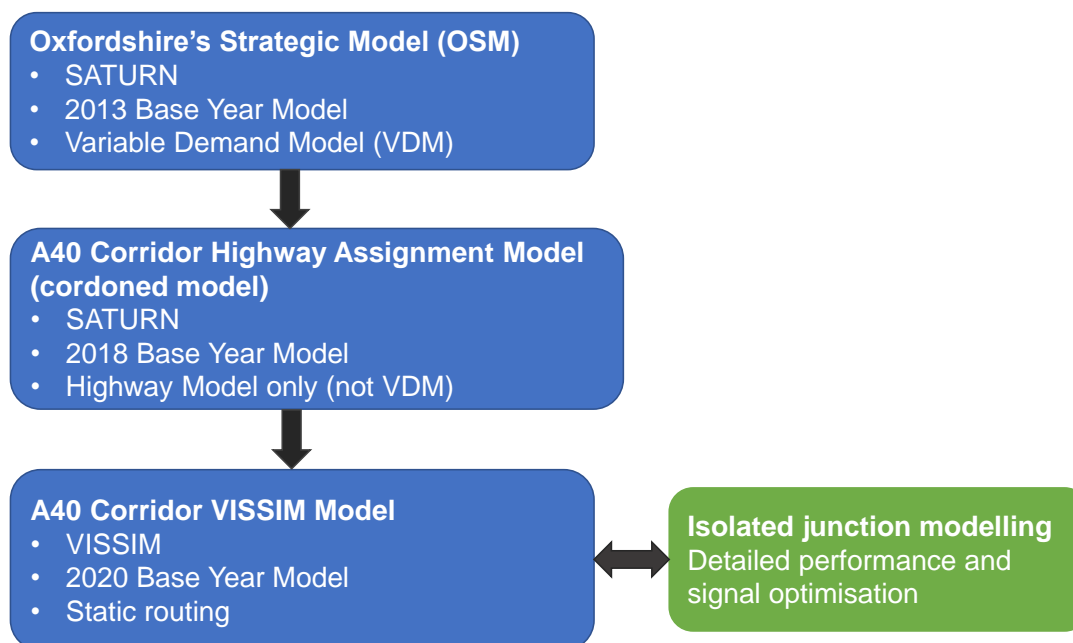 Oxfordshire’s Strategic Model (OSM)
• SATURN
• 2013 Base Year Model
• Variable Demand Model (VDM)
A40 Corridor Highway Assignment Model
(cordoned model)
• SATURN
• 2018 Base Year Model
• Highway Model only (not VDM)
A40 Corridor VISSIM Model
• VISSIM
• 2020 Base Year Model
• Static routing
Isolated junction modelling
Detailed performance and
signal optimisation